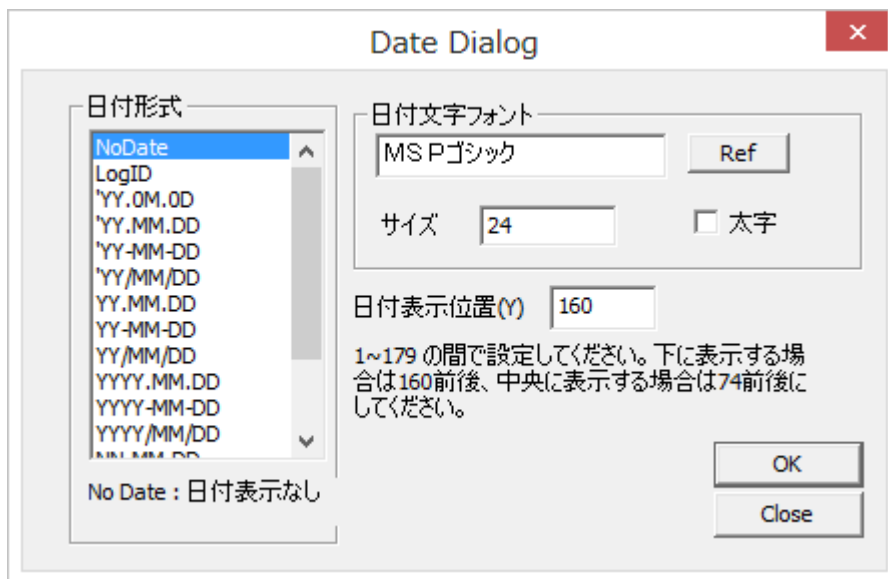 Date Dialog
日付形式
NoDate
LogID
'YY.0M.0D
'YY.MM.DD
'YY-MM-DD
'YY/MM/DD
YY.MM.DD
YY-MM-DD
YY/MM/DD
YYYY.MM.DD
YYYY-MM-DD
YYYY/MM/DD
No Date : 日付表示なし
日付文字フォント
MS Pゴシック
Ref
サイズ
24
太字
日付表示位置(Y)
160
1~179 の間で設定してください。下に表示する場
合は160前後、中央に表示する場合は74前後に
してください。
OK
Close